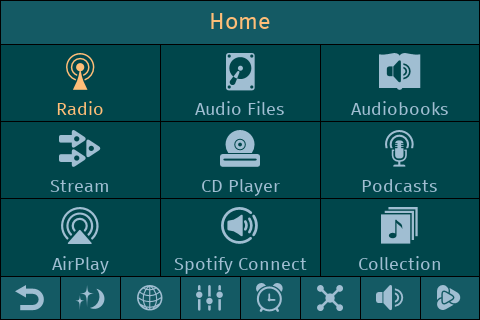 Home
Radio
Audio Files
Audiobooks
Stream
CD Player
Podcasts
AirPlay
Spotify Connect
Collection